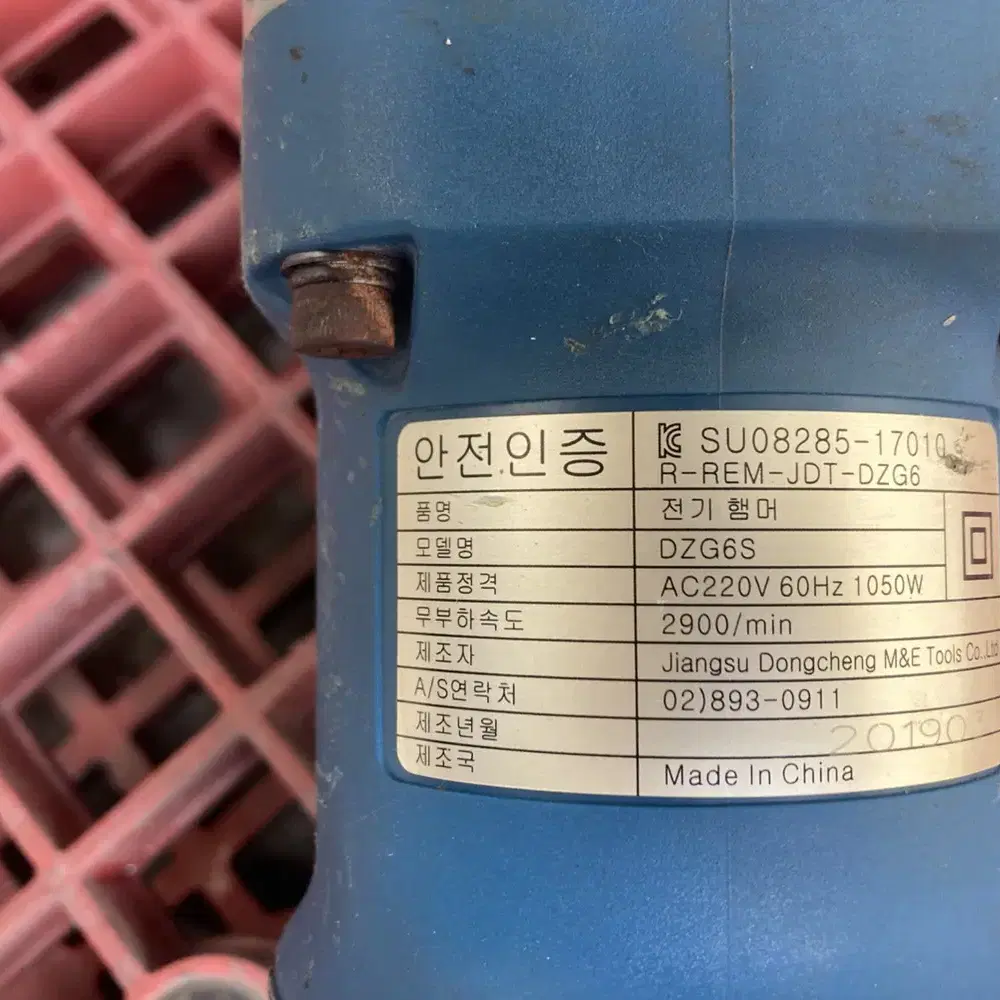 안전인증 SU08285-17010
R-REM-JDT-DZG6
품명 전기 햄머
모델명 DZG6S
제품정격 AC220V 60Hz 1050W
무부하속도 2900/min
제조자 Jiangsu Dongcheng M&E Tools Co.,Ltd
A/S연락처 02)893-0911
제조년월 201903
제조국 Made In China